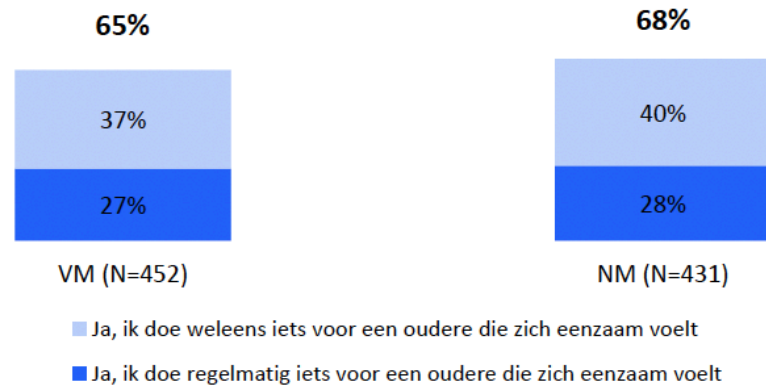 65%
68%
37%
40%
27%
28%
VM (N=452)
NM (N=431)
Ja, ik doe weleens iets voor een oudere die zich eenzaam voelt
Ja, ik doe regelmatig iets voor een oudere die zich eenzaam voelt